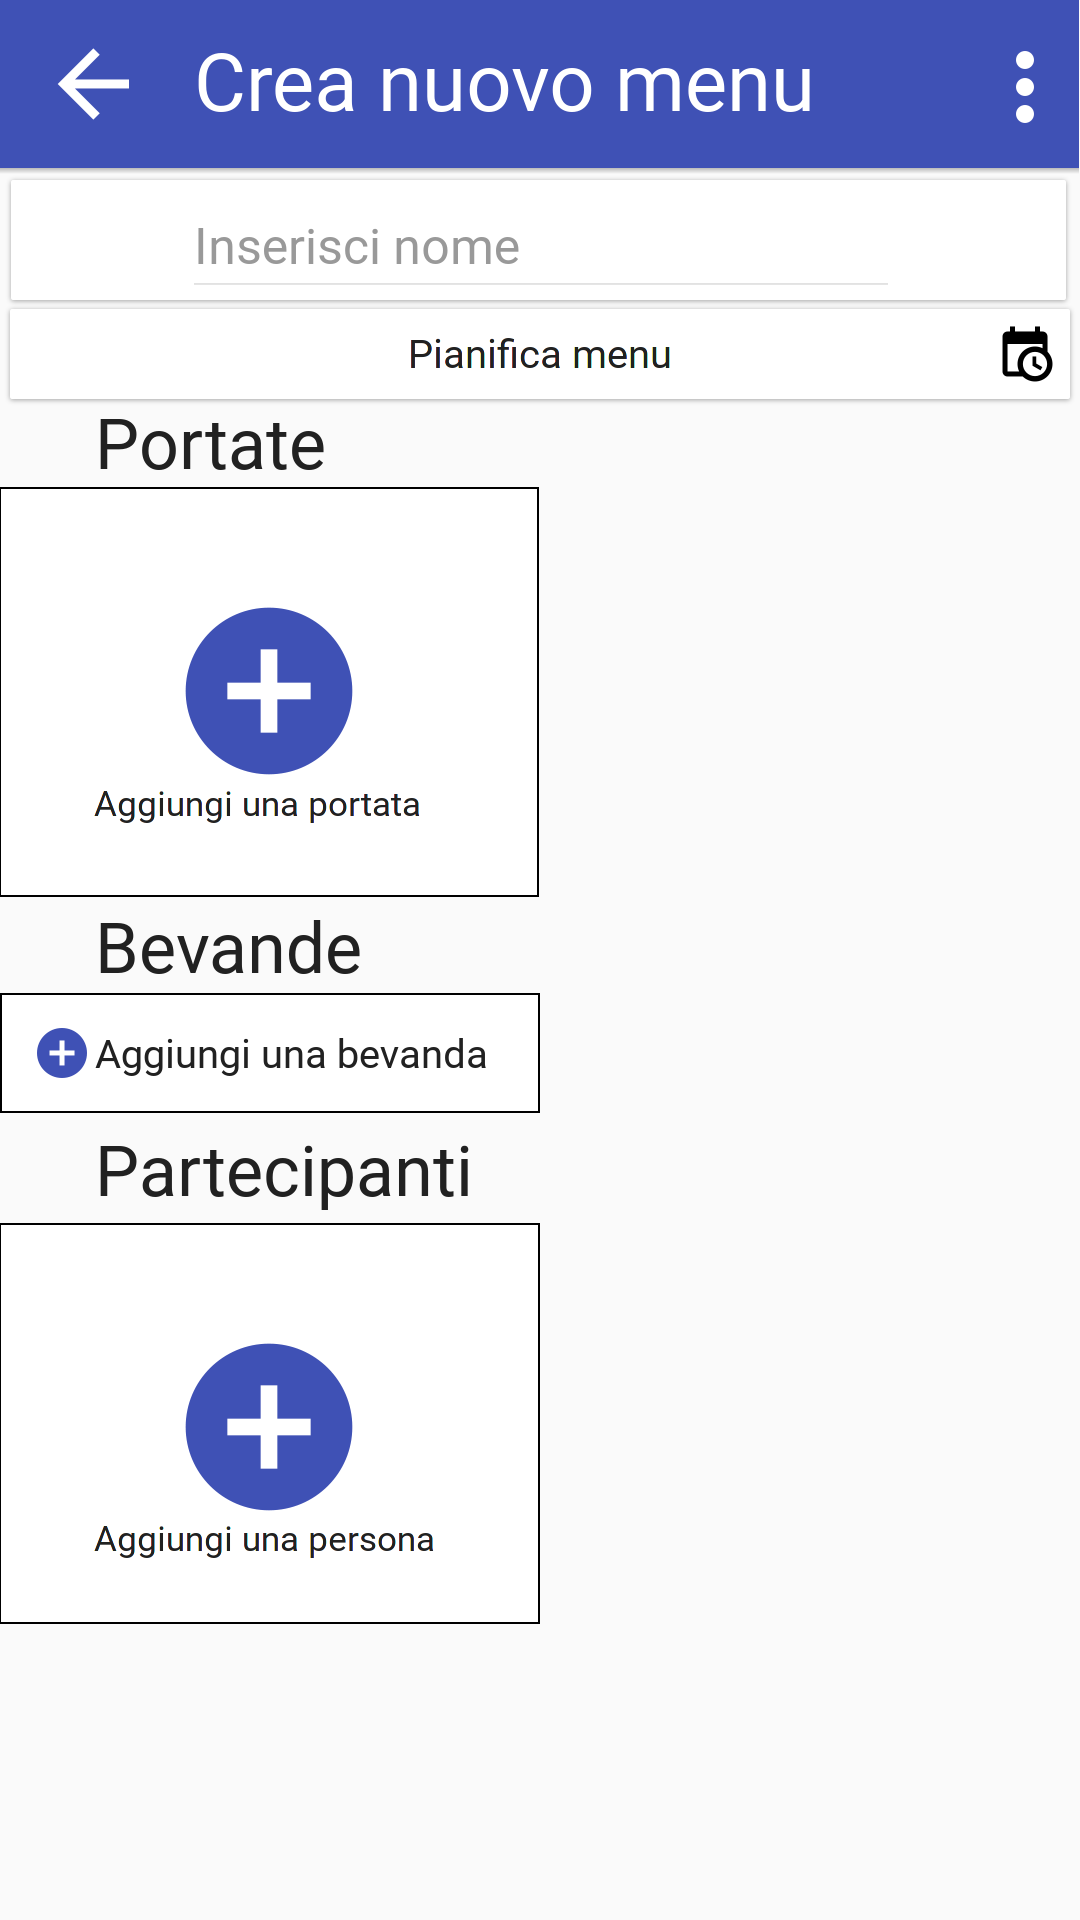 Crea nuovo menu
Inserisci nome
Pianifica menu
Portate
Aggiungi una portata
Bevande
Aggiungi una bevanda
Partecipanti
Aggiungi una persona